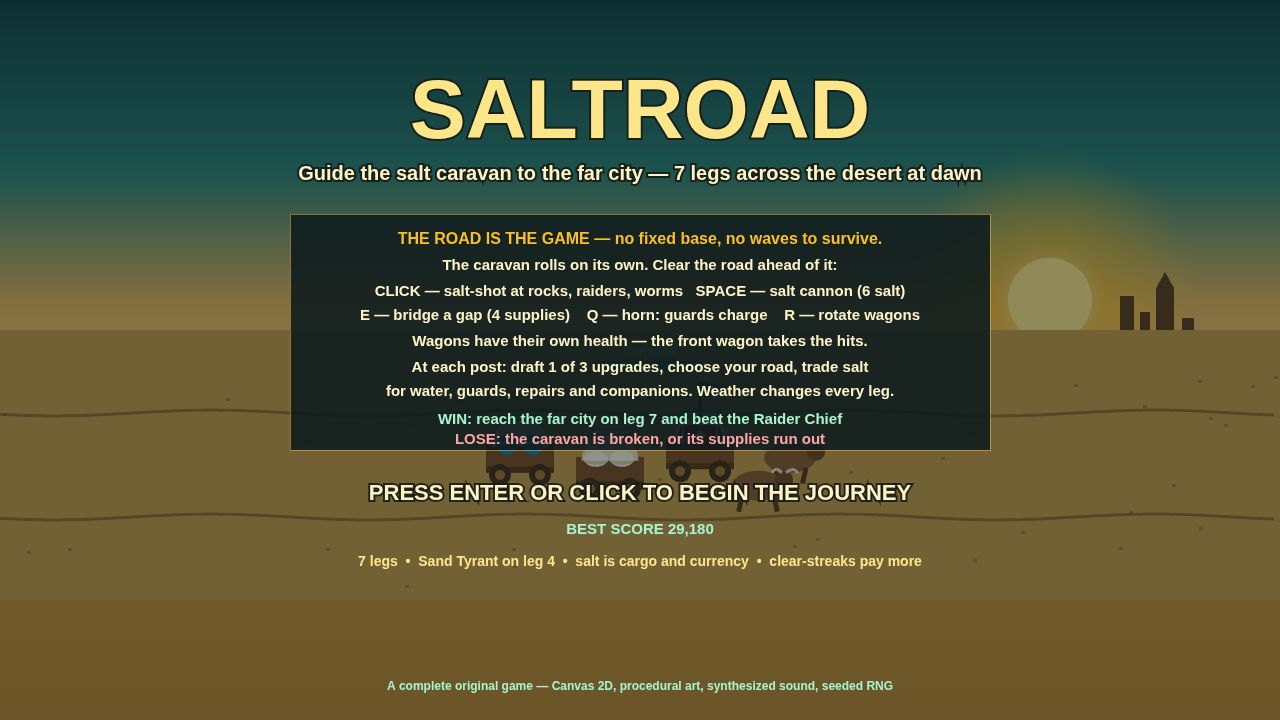 SALTROAD
Guide the salt caravan to the far city — 7 legs across the desert at dawn
THE ROAD IS THE GAME — no fixed base, no waves to survive.
The caravan rolls on its own. Clear the road ahead of it:
CLICK — salt-shot at rocks, raiders, worms   SPACE — salt cannon (6 salt)
E — bridge a gap (4 supplies)    Q — horn: guards charge    R — rotate wagons
Wagons have their own health — the front wagon takes the hits.
At each post: draft 1 of 3 upgrades, choose your road, trade salt
for water, guards, repairs and companions. Weather changes every leg.
WIN: reach the far city on leg 7 and beat the Raider Chief
LOSE: the caravan is broken, or its supplies run out
PRESS ENTER OR CLICK TO BEGIN THE JOURNEY
BEST SCORE 29,180
7 legs • Sand Tyrant on leg 4 • salt is cargo and currency • clear-streaks pay more
A complete original game — Canvas 2D, procedural art, synthesized sound, seeded RNG